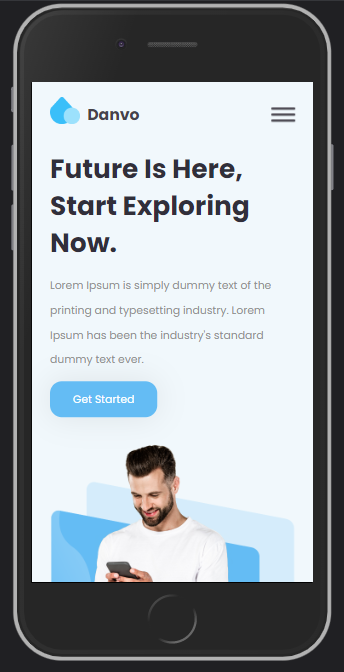 Danvo
Future Is Here,
Start Exploring
Now.
Lorem Ipsum is simply dummy text of the
printing and typesetting industry. Lorem
Ipsum has been the industry's standard
dummy text ever.
Get Started